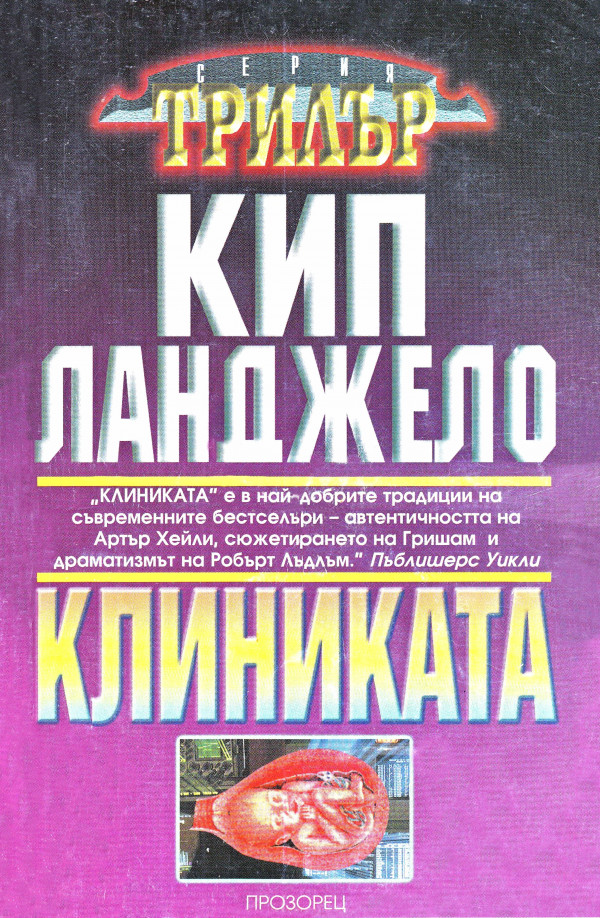 СЕРИЯ
ТРИЛЪР
КИП
ЛАНДЖЕЛО
„КЛИНИКАТА” е в най-добрите традиции на
съвременните бестселъри – автентичността на
Артър Хейли, сюжетирането на Гришам и
драматизмът на Робърт Лъдлъм.” Пъблишерс Уикли
КЛИНИКАТА
ПРОЗОРЕЦ